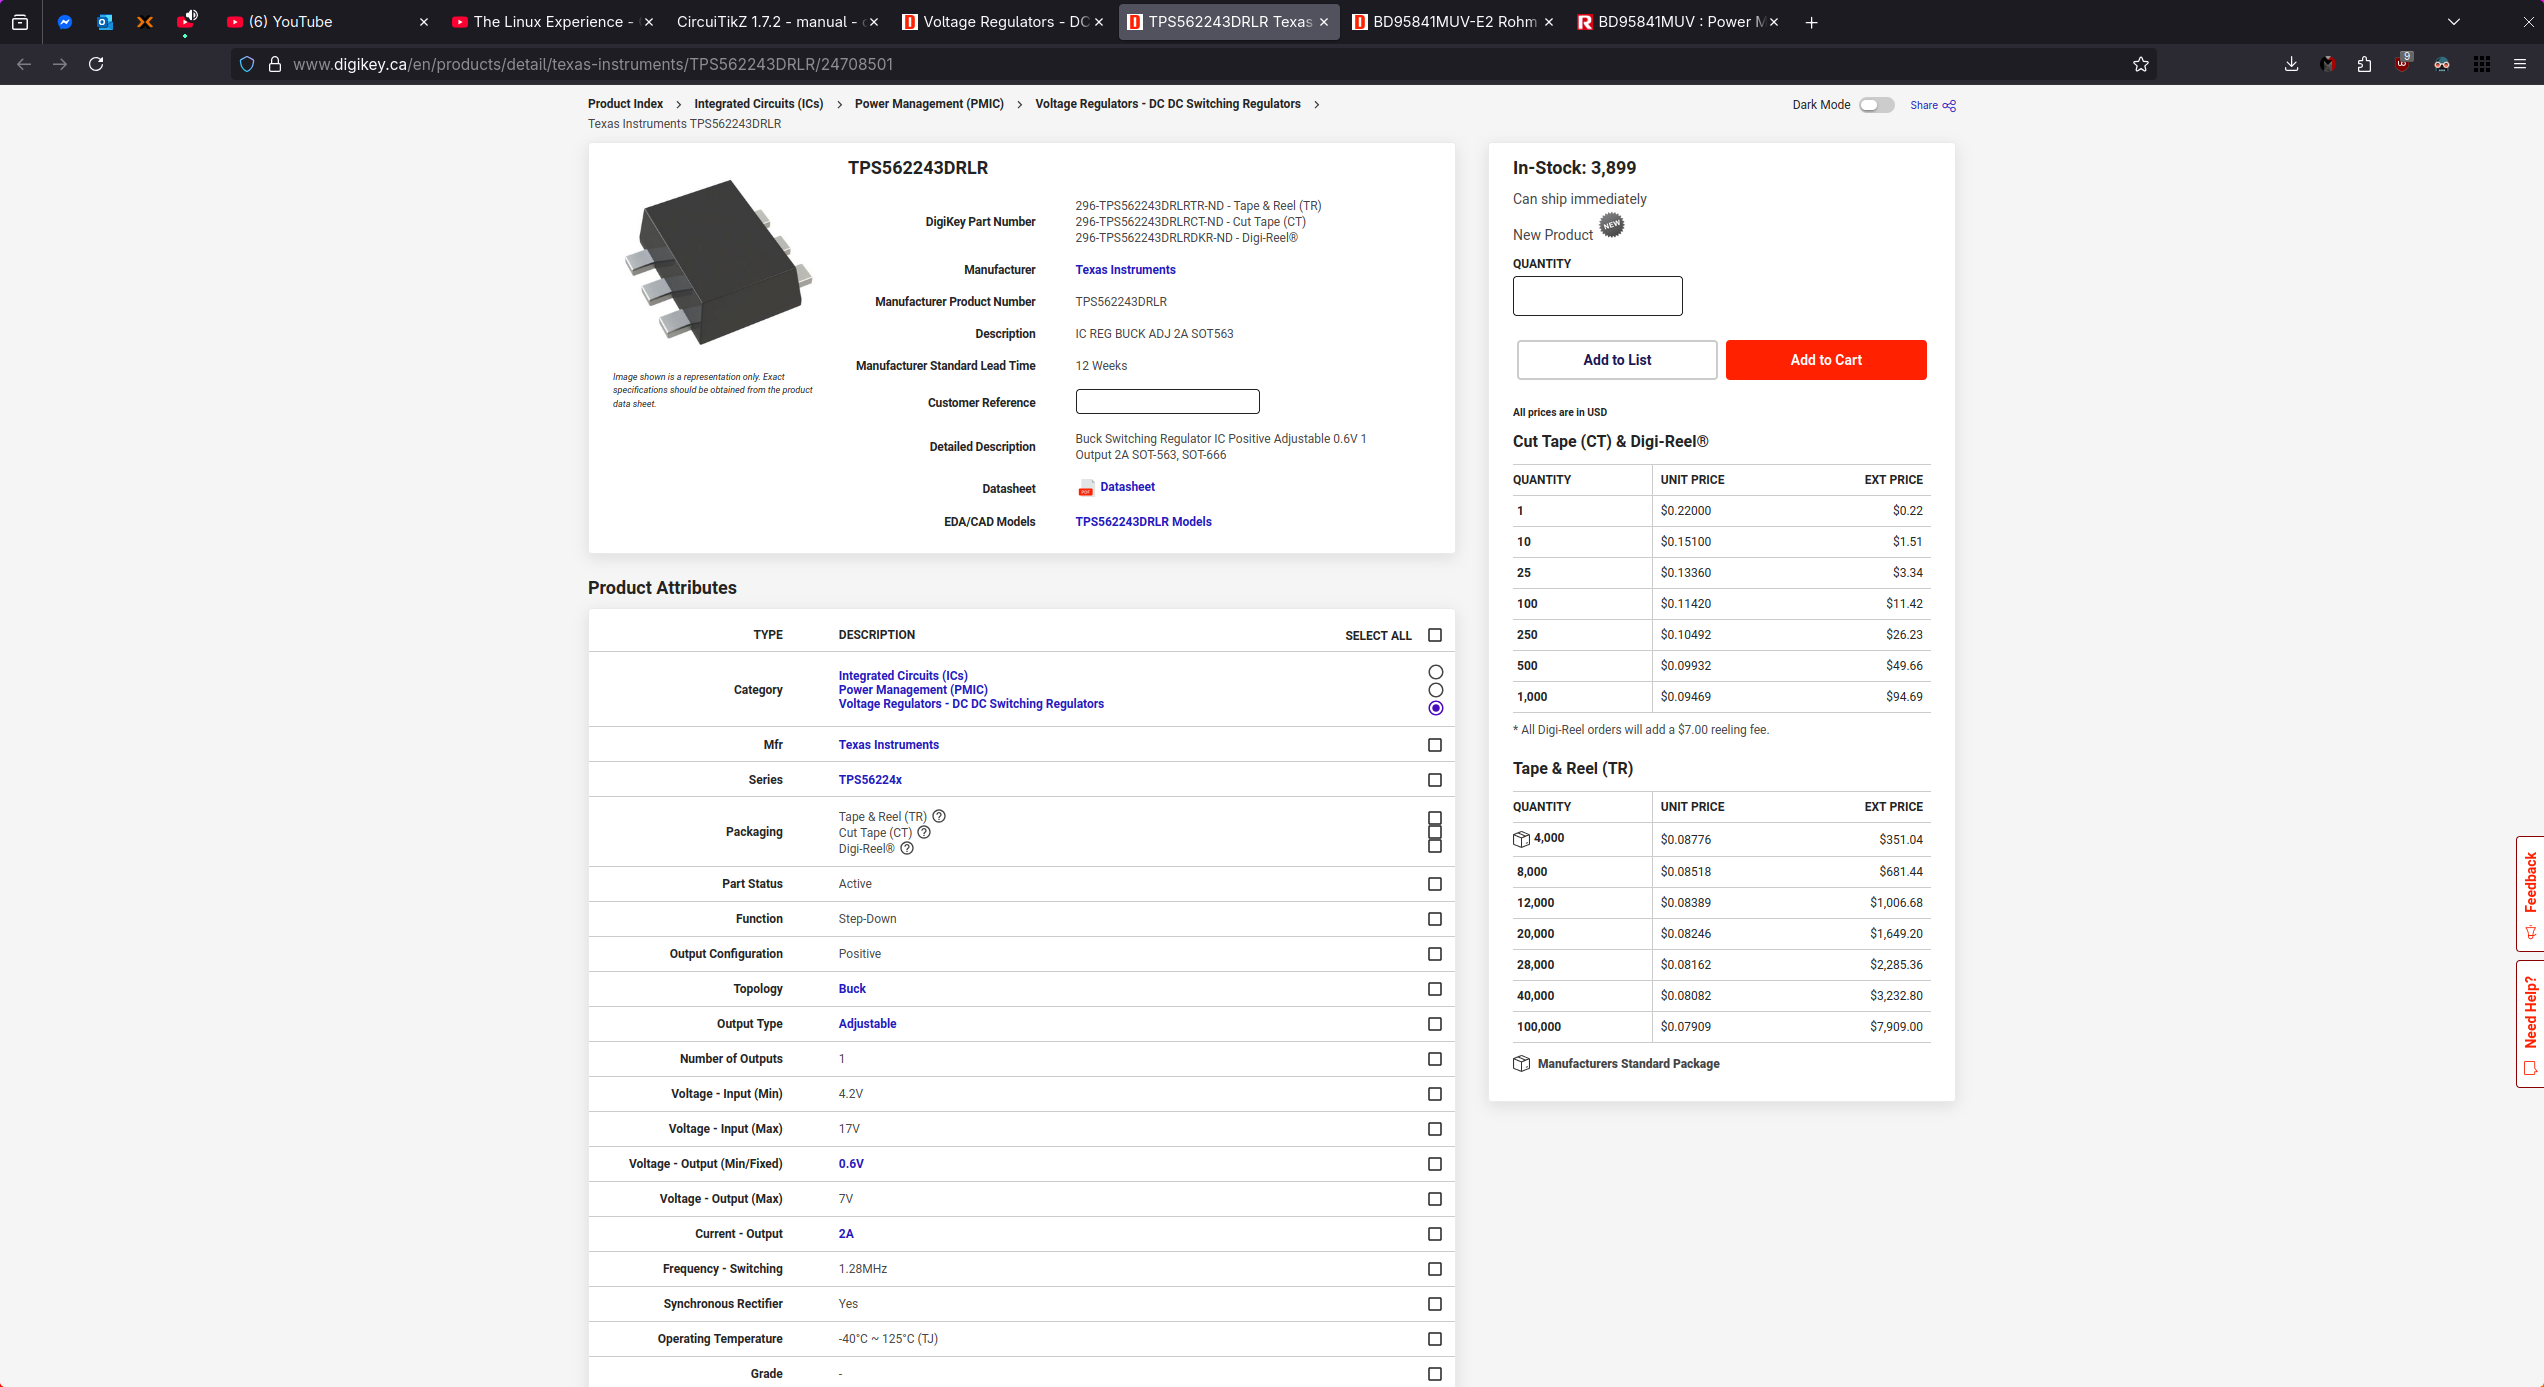 (6) YouTube
The Linux Experience -
CircuiTikZ 1.7.2 - manual -
Voltage Regulators - DC
TPS562243DRLR Texas
BD95841MUV-E2 Rohm
BD95841MUV : Power M
www.digikey.ca/en/products/detail/texas-instruments/TPS562243DRLR/24708501
9
Product Index > Integrated Circuits (ICs) > Power Management (PMIC) > Voltage Regulators - DC DC Switching Regulators >
Texas Instruments TPS562243DRLR
Dark Mode
Share
TPS562243DRLR
DigiKey Part Number
296-TPS562243DRLRTR-ND - Tape & Reel (TR)
296-TPS562243DRLRCT-ND - Cut Tape (CT)
296-TPS562243DRLRDKR-ND - Digi-Reel®
Manufacturer Texas Instruments
Manufacturer Product Number TPS562243DRLR
Description IC REG BUCK ADJ 2A SOT563
Manufacturer Standard Lead Time 12 Weeks
Customer Reference
Detailed Description
Buck Switching Regulator IC Positive Adjustable 0.6V 1
Output 2A SOT-563, SOT-666
Datasheet PDF Datasheet
EDA/CAD Models TPS562243DRLR Models
Image shown is a representation only. Exact
specifications should be obtained from the product
data sheet.
Product Attributes
TYPE DESCRIPTION SELECT ALL
Category
Integrated Circuits (ICs)
Power Management (PMIC)
Voltage Regulators - DC DC Switching Regulators
Mfr Texas Instruments
Series TPS56224x
Packaging
Tape & Reel (TR) ?
Cut Tape (CT) ?
Digi-Reel® ?
Part Status Active
Function Step-Down
Output Configuration Positive
Topology Buck
Output Type Adjustable
Number of Outputs 1
Voltage - Input (Min) 4.2V
Voltage - Input (Max) 17V
Voltage - Output (Min/Fixed) 0.6V
Voltage - Output (Max) 7V
Current - Output 2A
Frequency - Switching 1.28MHz
Synchronous Rectifier Yes
Operating Temperature -40°C ~ 125°C (TJ)
Grade -
In-Stock: 3,899
Can ship immediately
New Product NEW
QUANTITY
Add to List
Add to Cart
All prices are in USD
Cut Tape (CT) & Digi-Reel®
QUANTITY UNIT PRICE EXT PRICE
1 $0.22000 $0.22
10 $0.15100 $1.51
25 $0.13360 $3.34
100 $0.11420 $11.42
250 $0.10492 $26.23
500 $0.09932 $49.66
1,000 $0.09469 $94.69
* All Digi-Reel orders will add a $7.00 reeling fee.
Tape & Reel (TR)
QUANTITY UNIT PRICE EXT PRICE
4,000 $0.08776 $351.04
8,000 $0.08518 $681.44
12,000 $0.08389 $1,006.68
20,000 $0.08246 $1,649.20
28,000 $0.08162 $2,285.36
40,000 $0.08082 $3,232.80
100,000 $0.07909 $7,909.00
Manufacturers Standard Package
Feedback
Need Help?